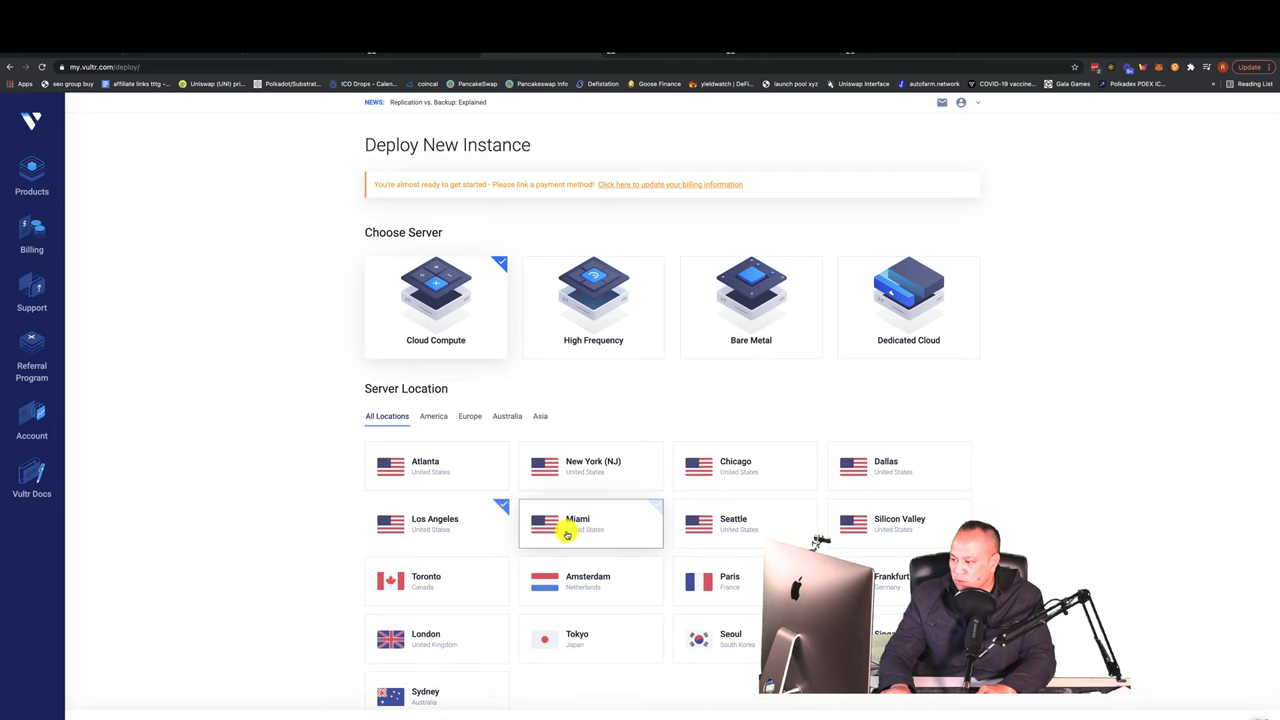 my.vultr.com/deploy/
Update
Apps
seo group buy
affiliate links tttg –...
Uniswap (UNI) pri...
Polkadot/Substrat...
ICO Drops - Calen...
coincal
PancakeSwap
Pancakeswap Info
Defistation
Goose Finance
yieldwatch | DeFi...
launch pool xyz
Uniswap Interface
autofarm.network
COVID-19 vaccine...
Gala Games
Polkadex PDEX IC...
»
Reading List
NEWS: Replication vs. Backup: Explained
Products
Billing
Support
Referral
Program
Account
Vultr Docs
Deploy New Instance
You're almost ready to get started - Please link a payment method! Click here to update your billing information
Choose Server
Cloud Compute
High Frequency
Bare Metal
Dedicated Cloud
Server Location
All Locations
America
Europe
Australia
Asia
Atlanta
United States
New York (NJ)
United States
Chicago
United States
Dallas
United States
Los Angeles
United States
Miami
States
Seattle
United States
Silicon Valley
United States
Toronto
Canada
Amsterdam
Netherlands
Paris
France
Frankfurt
Germany
London
United Kingdom
Tokyo
Japan
Seoul
South Korea
Sydney
Australia